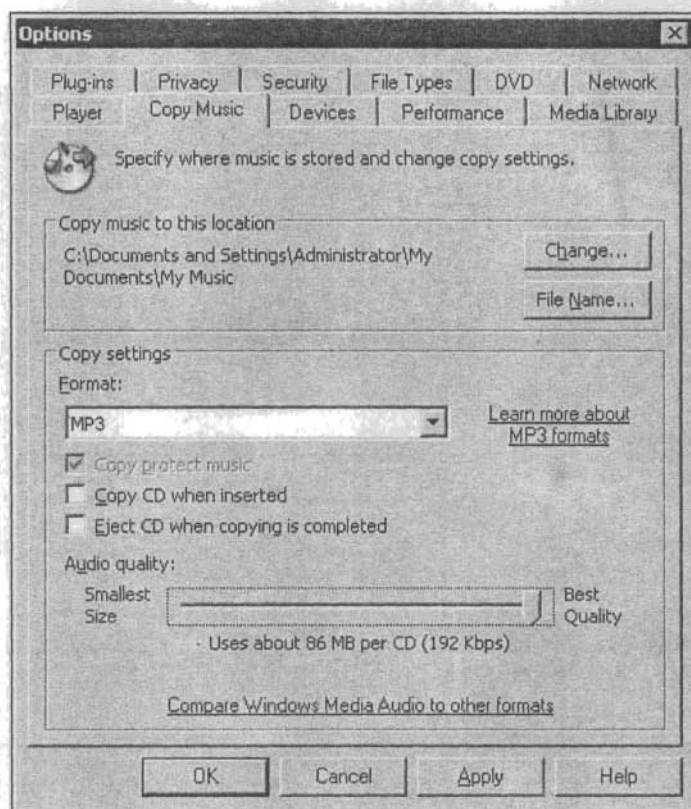 Options
Plug-ins Privacy Security File Types DVD Network
Player Copy Music Devices Performance Media Library
Specify where music is stored and change copy settings.
Copy music to this location
C:\Documents and Settings\Administrator\My
Documents\My Music
Change...
File Name...
Copy settings
Format:
MP3
Learn more about
MP3 formats
Copy protect music
Copy CD when inserted
Eject CD when copying is completed
Audio quality:
Smallest
Size
Best
Quality
Uses about 86 MB per CD (192 Kbps)
Compare Windows Media Audio to other formats
OK Cancel Apply Help